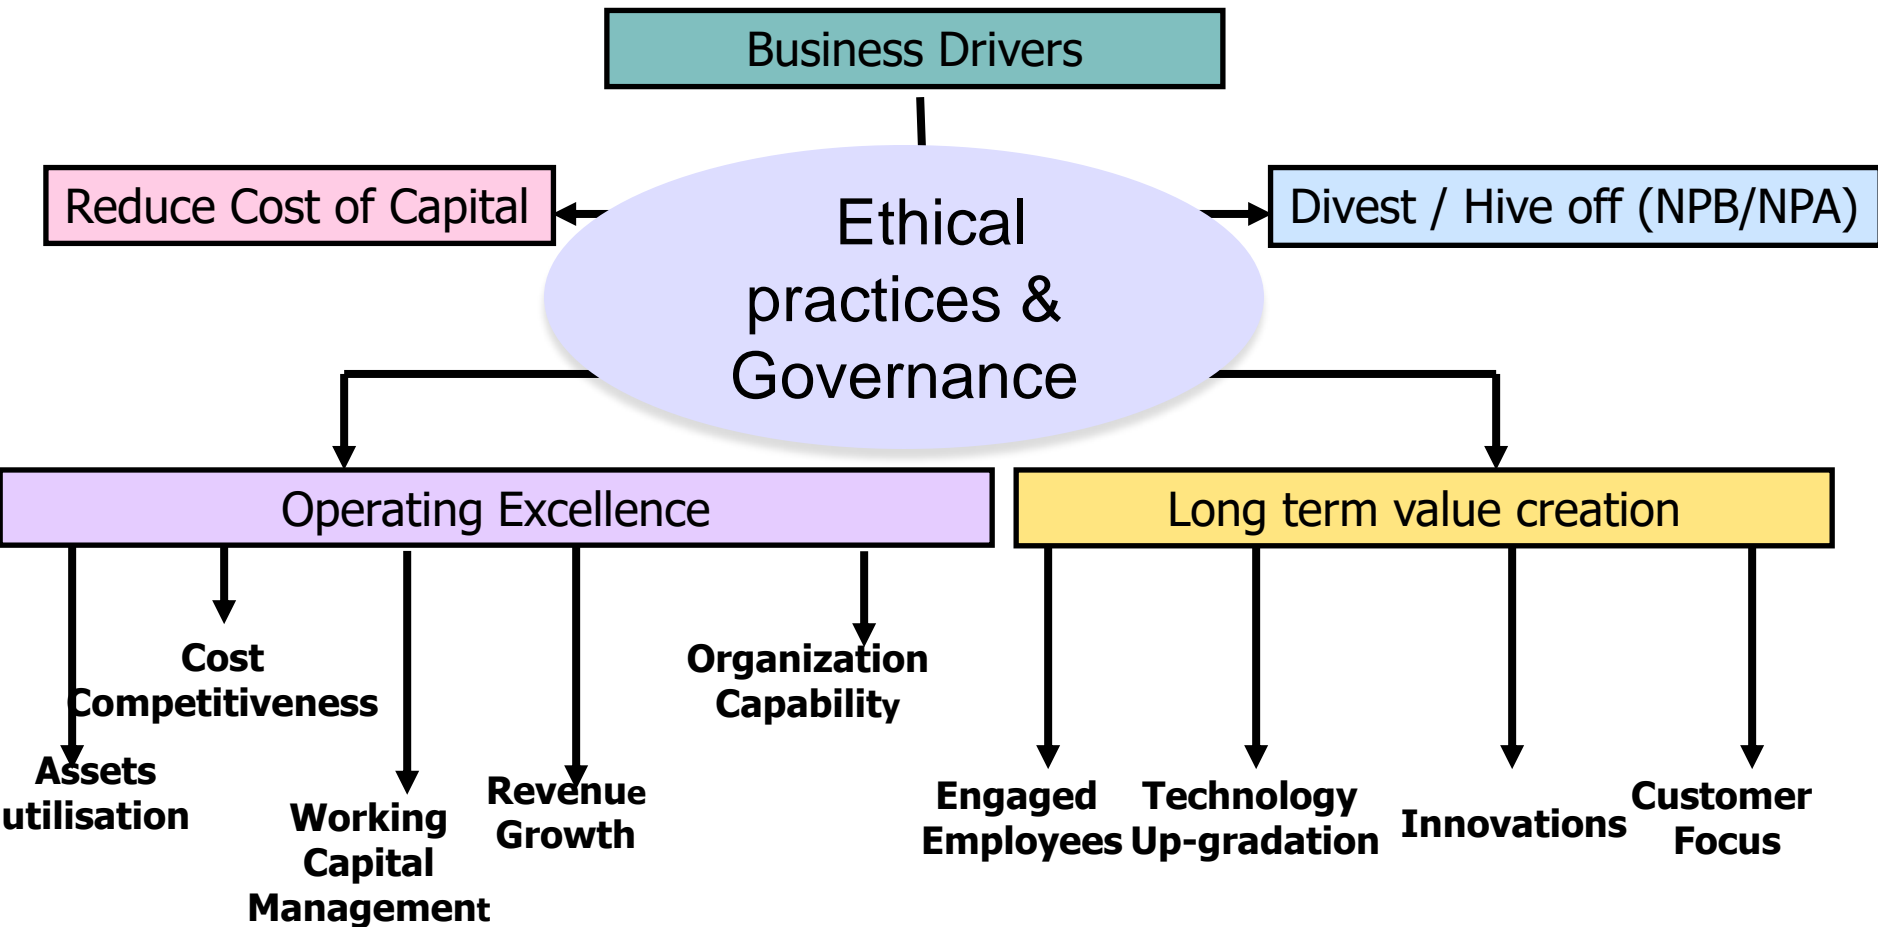 Business Drivers
Reduce Cost of Capital
Ethical
practices &
Governance
Divest / Hive off (NPB/NPA)
Operating Excellence
Long term value creation
Assets
utilisation
Cost
Competitiveness
Working
Capital
Management
Revenue
Growth
Organization
Capability
Engaged
Employees
Technology
Up-gradation
Innovations
Customer
Focus